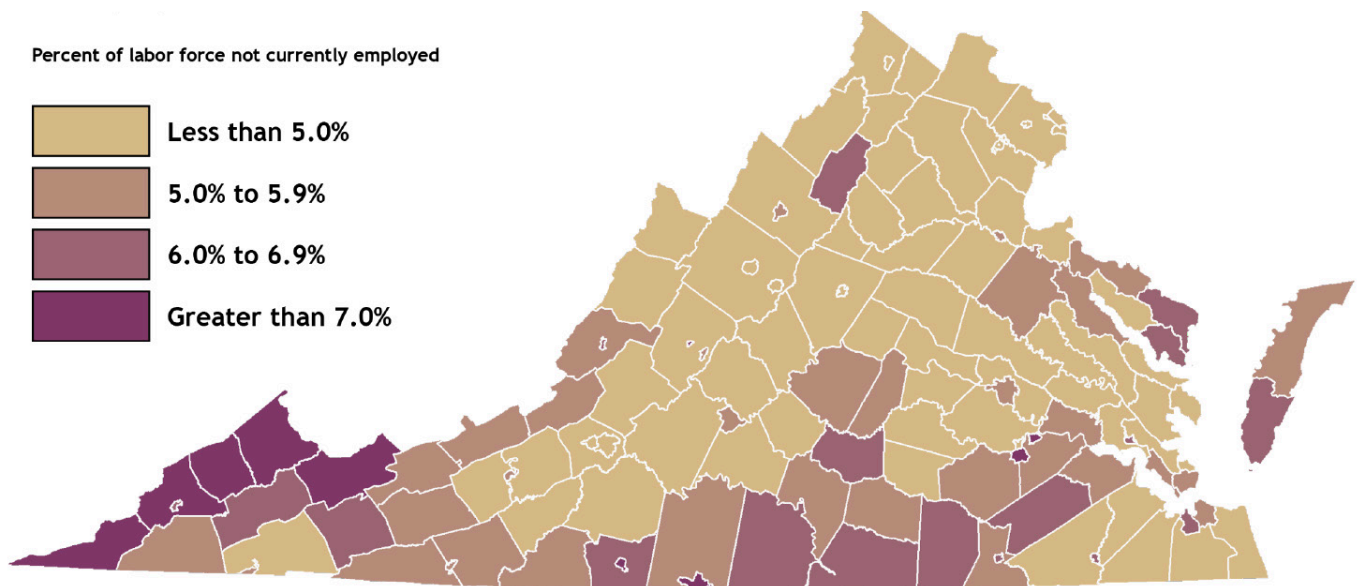 Percent of labor force not currently employed
Less than 5.0%
5.0% to 5.9%
6.0% to 6.9%
Greater than 7.0%